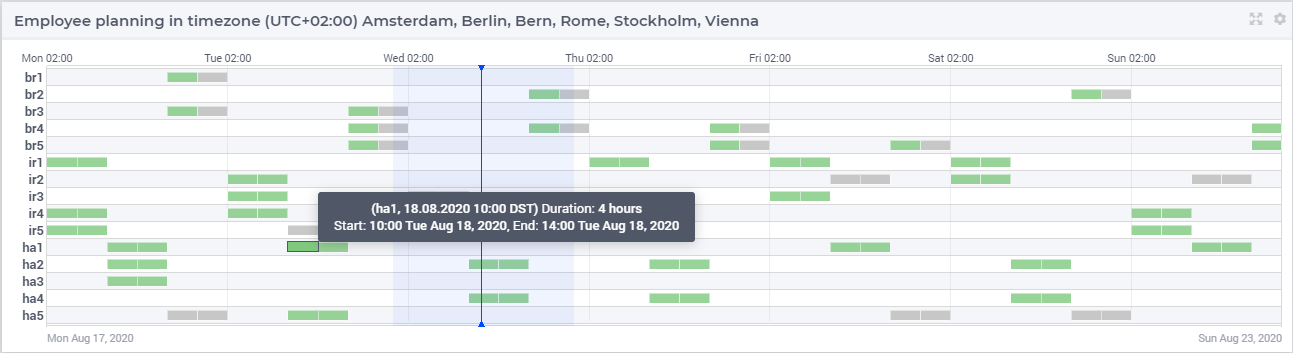 Employee planning in timezone (UTC+02:00) Amsterdam, Berlin, Bern, Rome, Stockholm, Vienna
Mon 02:00 Tue 02:00 Wed 02:00 Thu 02:00 Fri 02:00 Sat 02:00 Sun 02:00
br1
br2
br3
br4
br5
ir1
ir2
ir3
(ha1, 18.08.2020 10:00 DST) Duration: 4 hours
ir4
Start: 10:00 Tue Aug 18, 2020, End: 14:00 Tue Aug 18, 2020
ir5
ha1
ha2
ha3
ha4
ha5
Mon Aug 17, 2020 Sun Aug 23, 2020